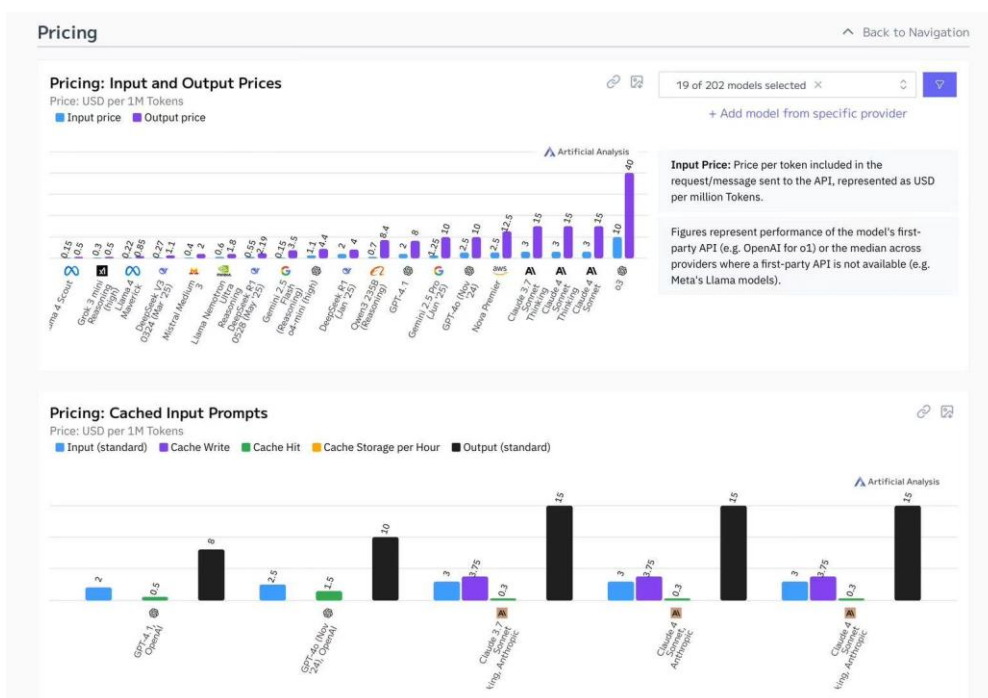 Pricing
Back to Navigation
Pricing: Input and Output Prices
Price: USD per 1M Tokens
Input price
Output price
19 of 202 models selected ×
+ Add model from specific provider
Artificial Analysis
Input Price: Price per token included in the
request/message sent to the API, represented as USD
per million Tokens.
Figures represent performance of the model's first-
party API (e.g. OpenAI for o1) or the median across
providers where a first-party API is not available (e.g.
Meta's Llama models).
0.15
0.5
0.3
0.5
0.22
0.85
0.27
1.1
0.4
2
0.6
1.8
0.55
2.19
0.15
3.5
1.1
4.4
2
4
0.7
8.4
2
8
1.25
10
2.5
10
2.5
12.5
3
15
3
15
3
15
10
40
aws
ma 4 Scout
Grok 3 mini
Reasoning
(high)
Llama 4
Maverick
DeepSeek V3
0324 (Mar '25)
Mistral Medium
3
Llama Nemotron
Ultra
Reasoning
DeepSeek R1
0528 (May '25)
Gemini 2.5
Flash
(Reasoning)
o4-mini (high)
DeepSeek R1
(Jan '25)
Qwen3 235B
(Reasoning)
GPT-4.1
Gemini 2.5 Pro
(Jun '25)
GPT-4o (Nov
'24)
Nova Premier
Claude 3.7
Sonnet
Thinking
Claude 4
Sonnet
Thinking
Claude 4
Sonnet
o3
Pricing: Cached Input Prompts
Price: USD per 1M Tokens
Input (standard)
Cache Write
Cache Hit
Cache Storage per Hour
Output (standard)
Artificial Analysis
2
0.5
8
2.5
1.5
10
3
3.75
0.3
15
3
3.75
0.3
15
3
3.75
0.3
15
GPT-4.1,
OpenAI
GPT-4o (Nov
'24), OpenAI
Claude 3.7
Sonnet
king, Anthropic
Claude 4
Sonnet,
Anthropic
Claude 4
Sonnet
king, Anthropic